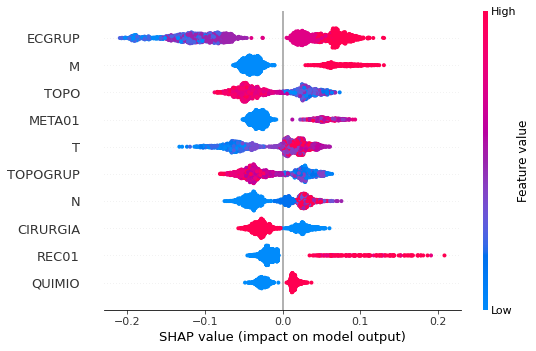 High
ECGRUP
M
TOPO
META01
T
TOPOGRUP
N
CIRURGIA
REC01
QUIMIO
Feature value
Low
−0.2 −0.1 0.0 0.1 0.2
SHAP value (impact on model output)